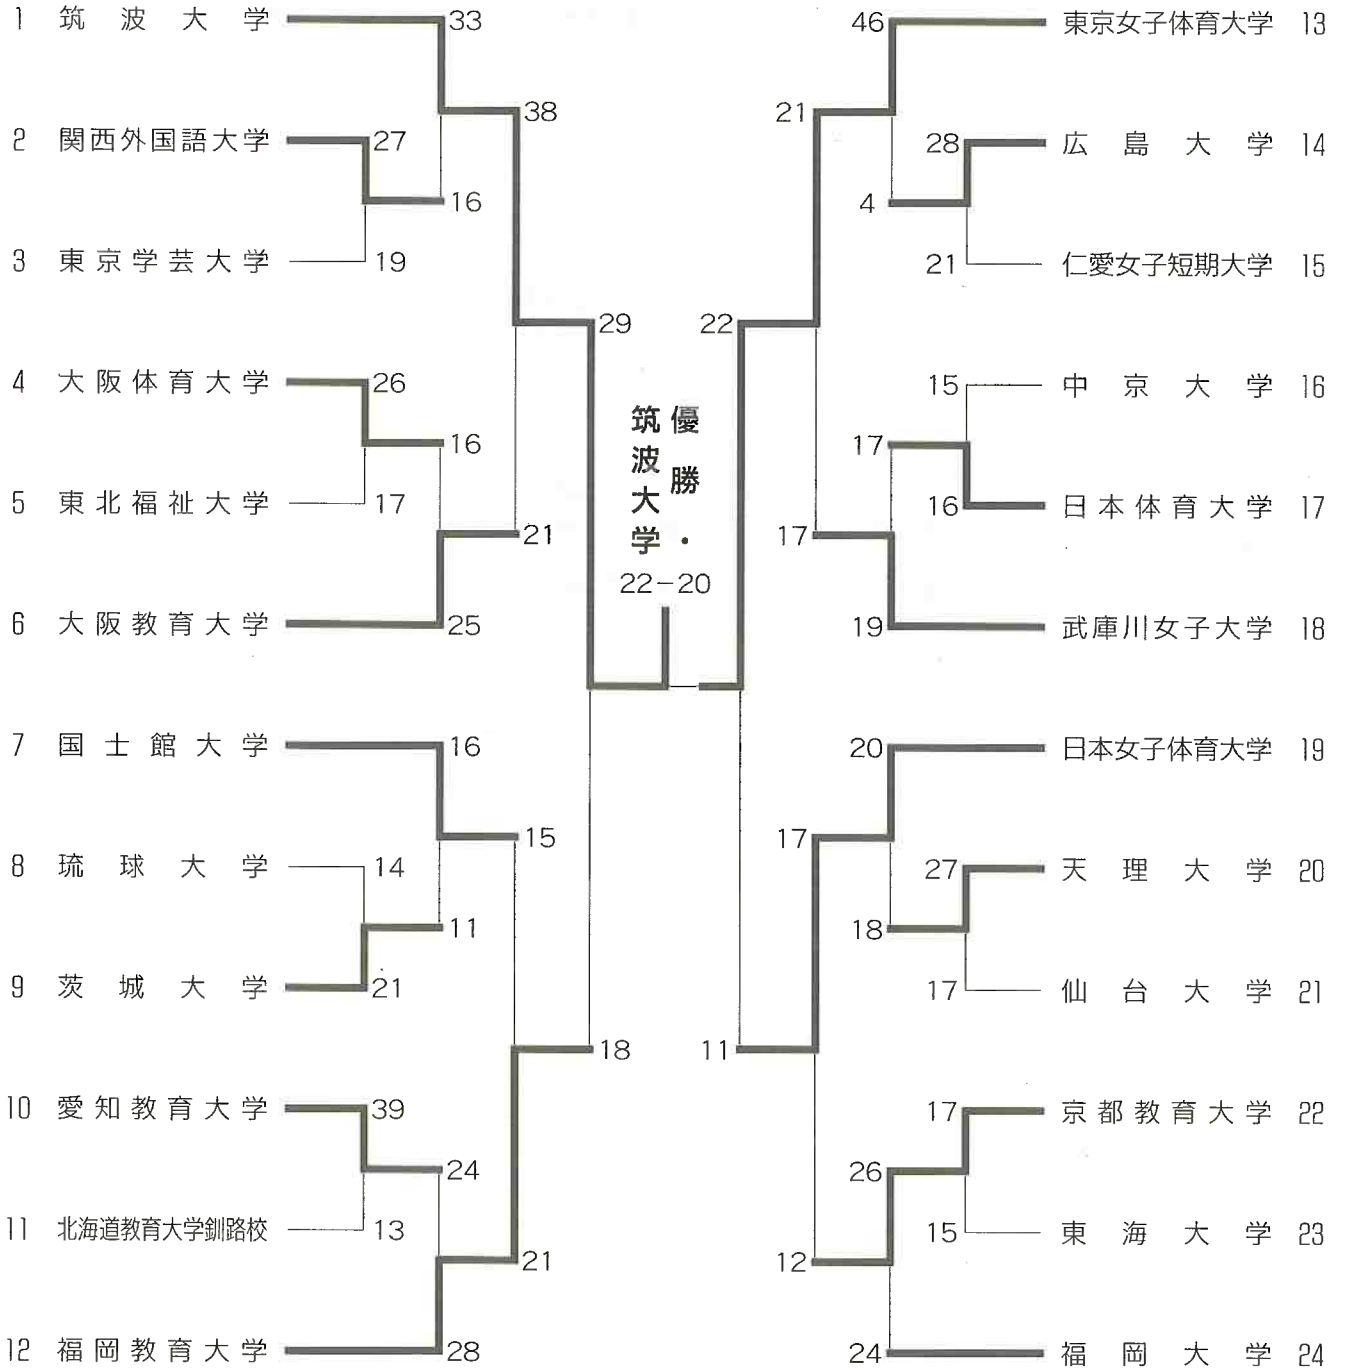 1 筑波大学 33
38
2 関西外国語大学 27
16
3 東京学芸大学 19
29
4 大阪体育大学 26
16
5 東北福祉大学 17
21
6 大阪教育大学 25
7 国士館大学 16
15
8 琉球大学 14
11
9 茨城大学 21
18
10 愛知教育大学 39
24
11 北海道教育大学釧路校 13
21
12 福岡教育大学 28
優勝・
筑波大学
22-20
46 東京女子体育大学 13
21
28 広島大学 14
4
21 仁愛女子短期大学 15
22
15 中京大学 16
17
16 日本体育大学 17
17
19 武庫川女子大学 18
20 日本女子体育大学 19
17
27 天理大学 20
18
17 仙台大学 21
11
17 京都教育大学 22
26
15 東海大学 23
12
24 福岡大学 24